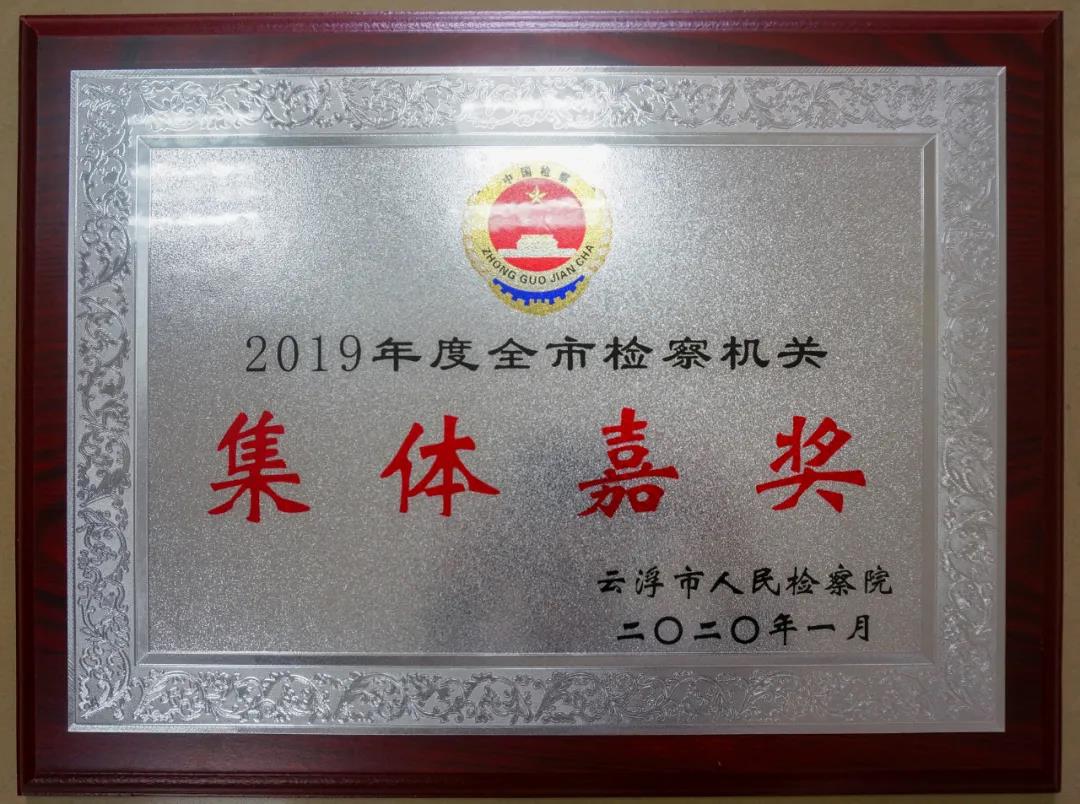 中国检察
ZHONG GUO JIAN CHA
2019年度全市检察机关
集体嘉奖
云浮市人民检察院
二〇二〇年一月